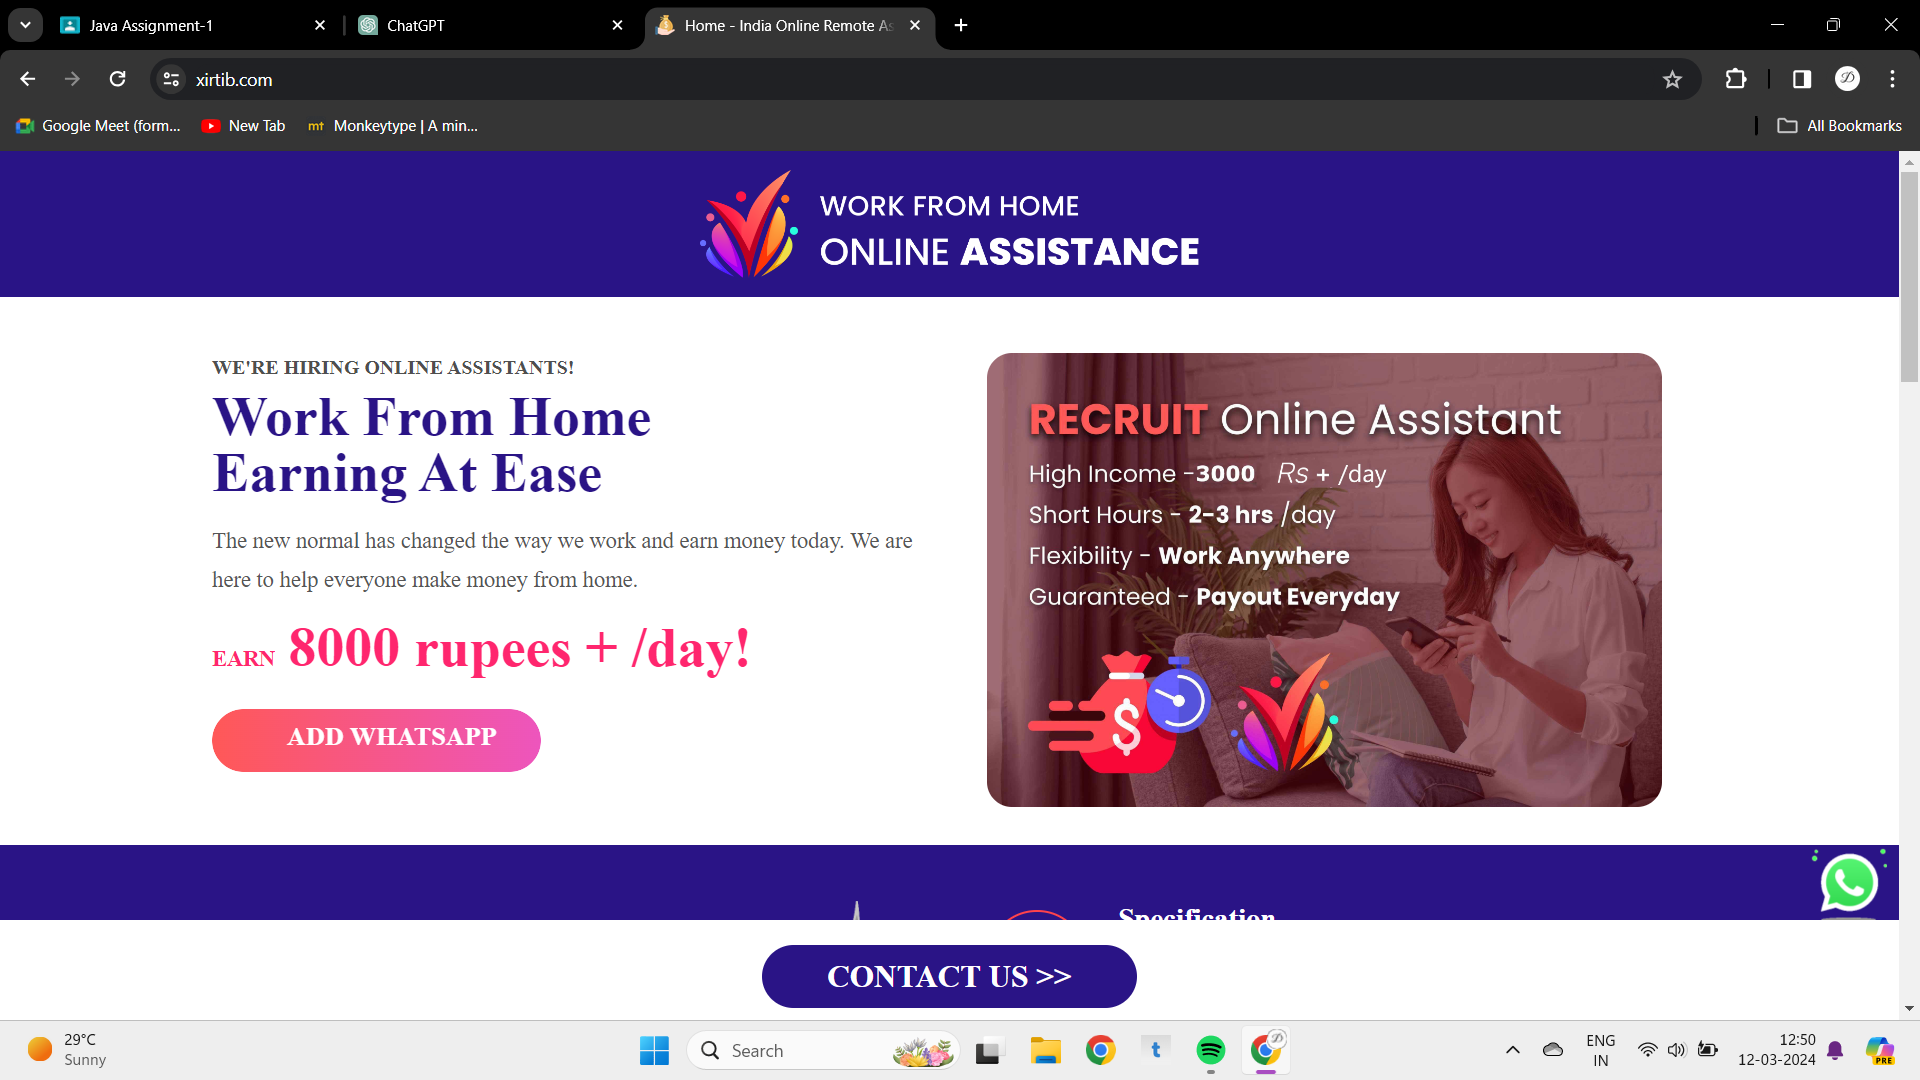 Java Assignment-1
ChatGPT
Home - India Online Remote As
xirtib.com
Google Meet (form...
New Tab
mt Monkeytype | A min...
All Bookmarks
WORK FROM HOME
ONLINE ASSISTANCE
WE'RE HIRING ONLINE ASSISTANTS!
Work From Home
Earning At Ease
The new normal has changed the way we work and earn money today. We are
here to help everyone make money from home.
EARN 8000 rupees + /day!
ADD WHATSAPP
RECRUIT Online Assistant
High Income -3000 Rs + /day
Short Hours - 2-3 hrs /day
Flexibility - Work Anywhere
Guaranteed - Payout Everyday
$
Specification
CONTACT US >>
29°C
Sunny
Search
t
ENG
IN
12:50
12-03-2024
PRE